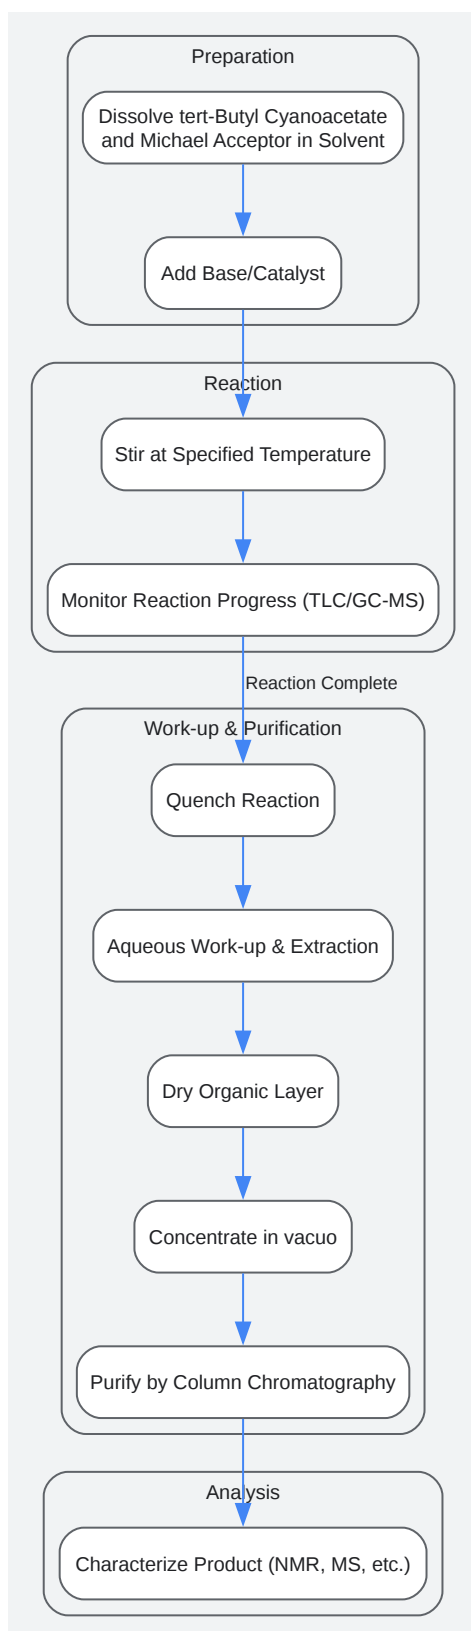 Preparation
Dissolve tert-Butyl Cyanoacetate
and Michael Acceptor in Solvent
Add Base/Catalyst
Reaction
Stir at Specified Temperature
Monitor Reaction Progress (TLC/GC-MS)
Reaction Complete
Work-up & Purification
Quench Reaction
Aqueous Work-up & Extraction
Dry Organic Layer
Concentrate in vacuo
Purify by Column Chromatography
Analysis
Characterize Product (NMR, MS, etc.)